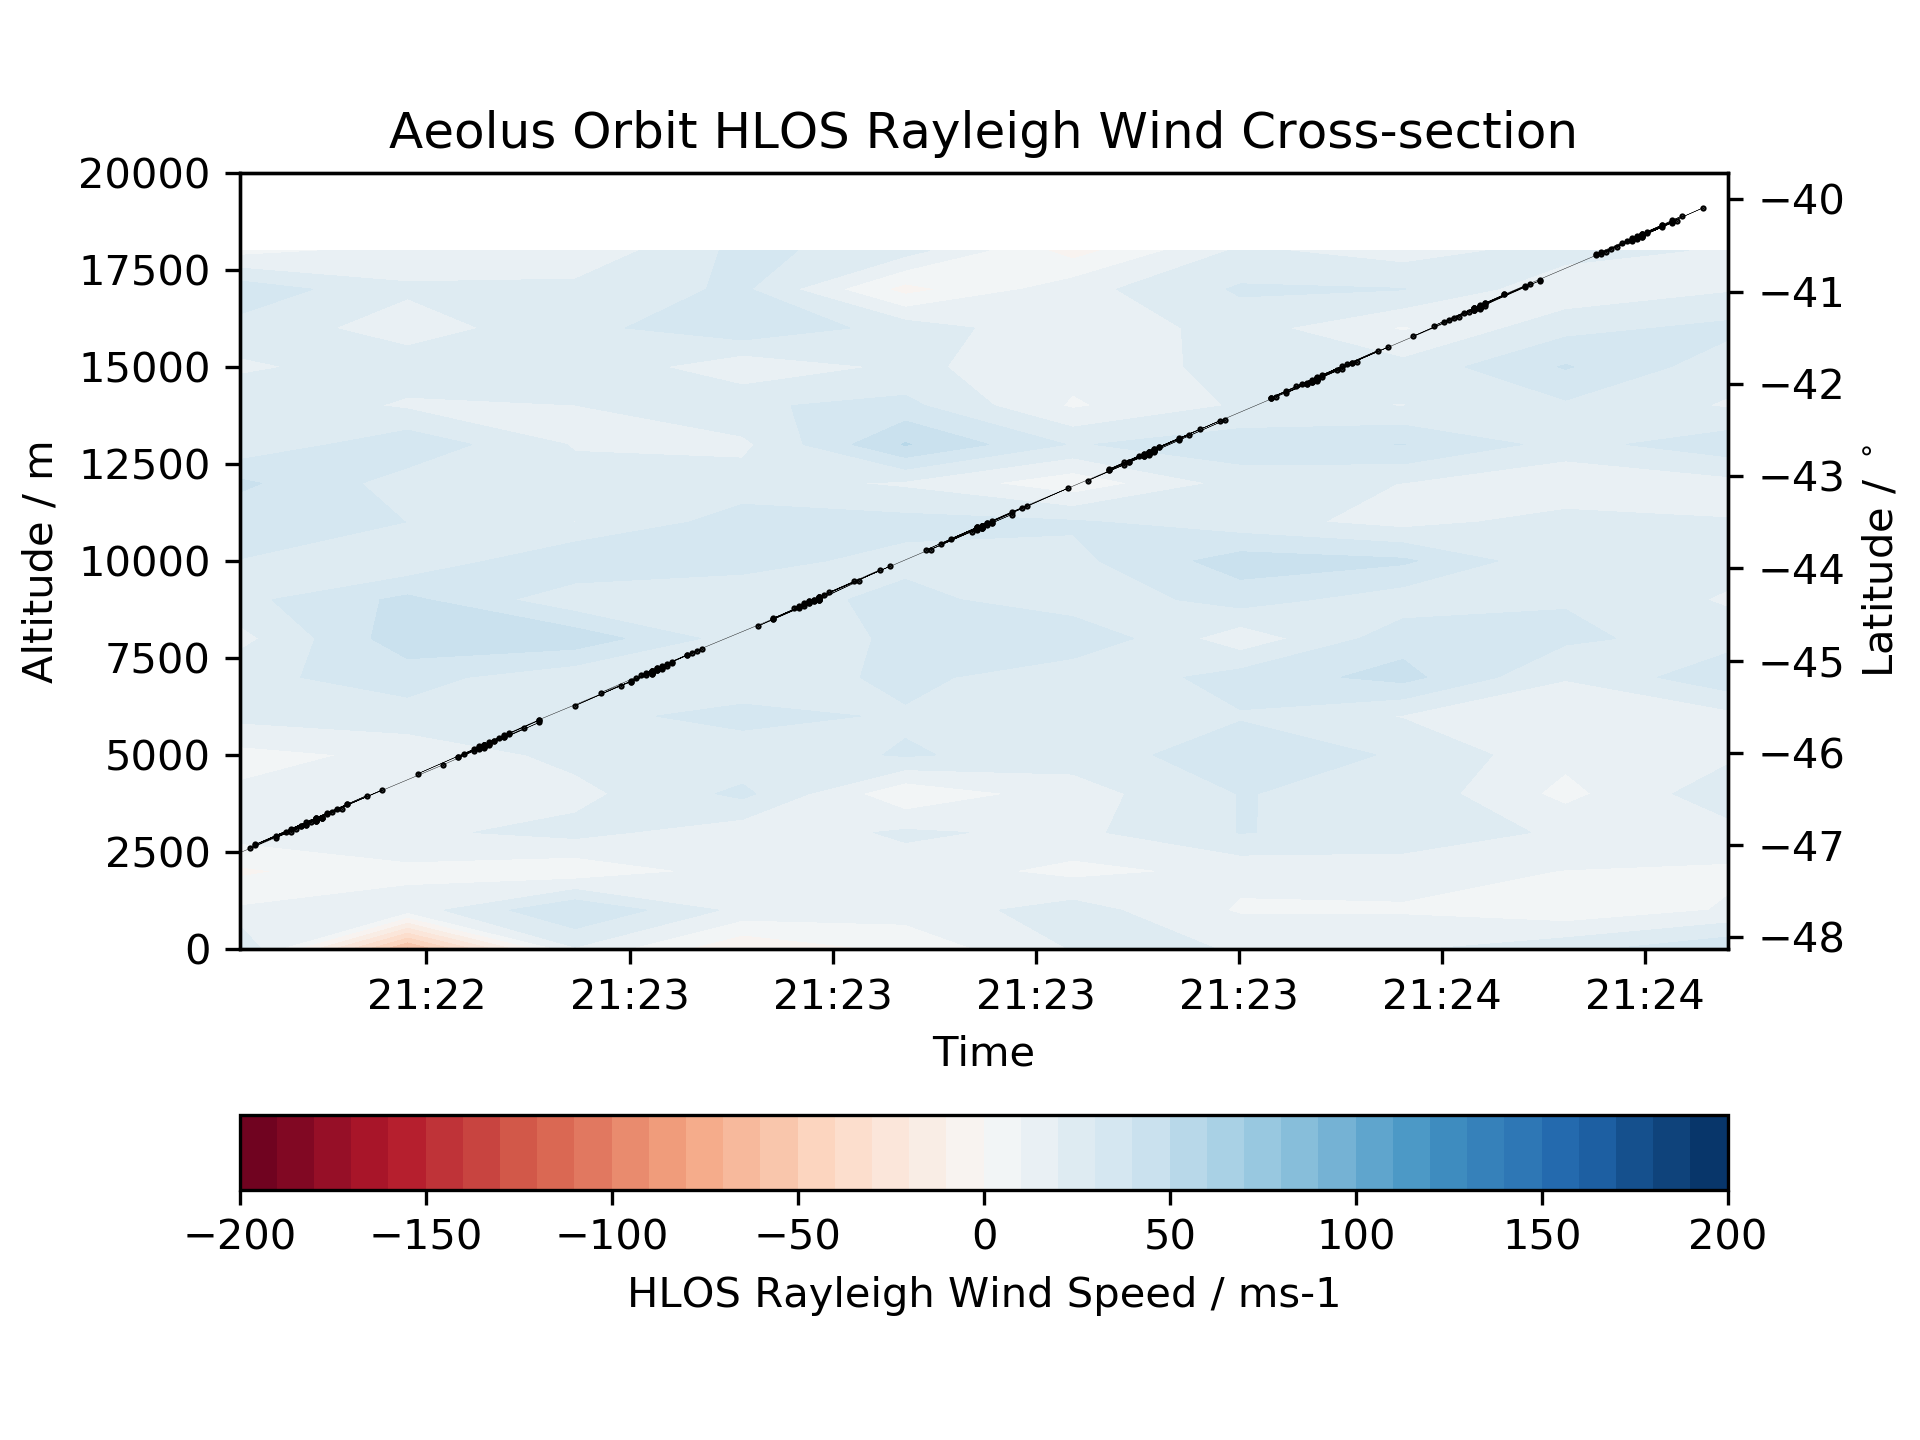 Aeolus Orbit HLOS Rayleigh Wind Cross-section
20000
17500
15000
12500
10000
7500
5000
2500
0
Altitude / m
−40
−41
−42
−43
−44
−45
−46
−47
−48
Latitude / °
21:22 21:23 21:23 21:23 21:23 21:24 21:24
Time
−200 −150 −100 −50 0 50 100 150 200
HLOS Rayleigh Wind Speed / ms-1